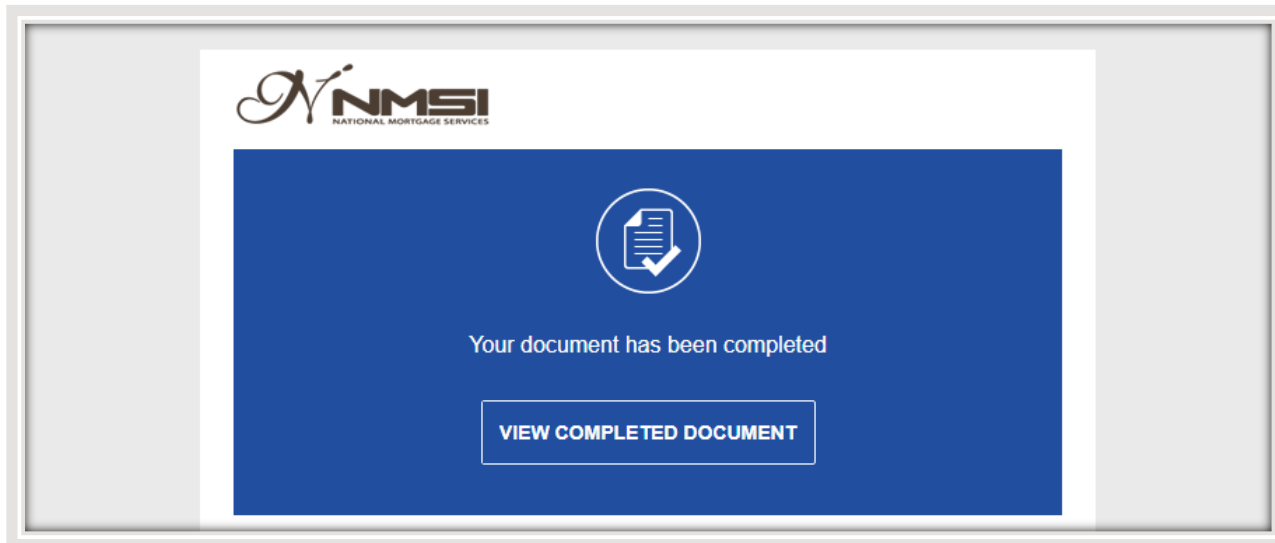 NMSI
NATIONAL MORTGAGE SERVICES
Your document has been completed
VIEW COMPLETED DOCUMENT